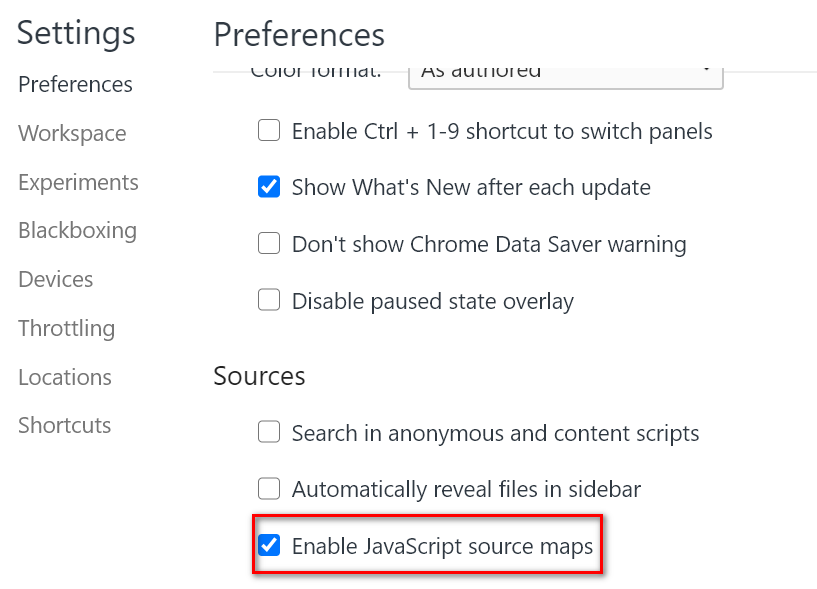 Settings
Preferences
Workspace
Experiments
Blackboxing
Devices
Throttling
Locations
Shortcuts
Preferences
Color format: As authored
Enable Ctrl + 1-9 shortcut to switch panels
Show What's New after each update
Don't show Chrome Data Saver warning
Disable paused state overlay
Sources
Search in anonymous and content scripts
Automatically reveal files in sidebar
Enable JavaScript source maps